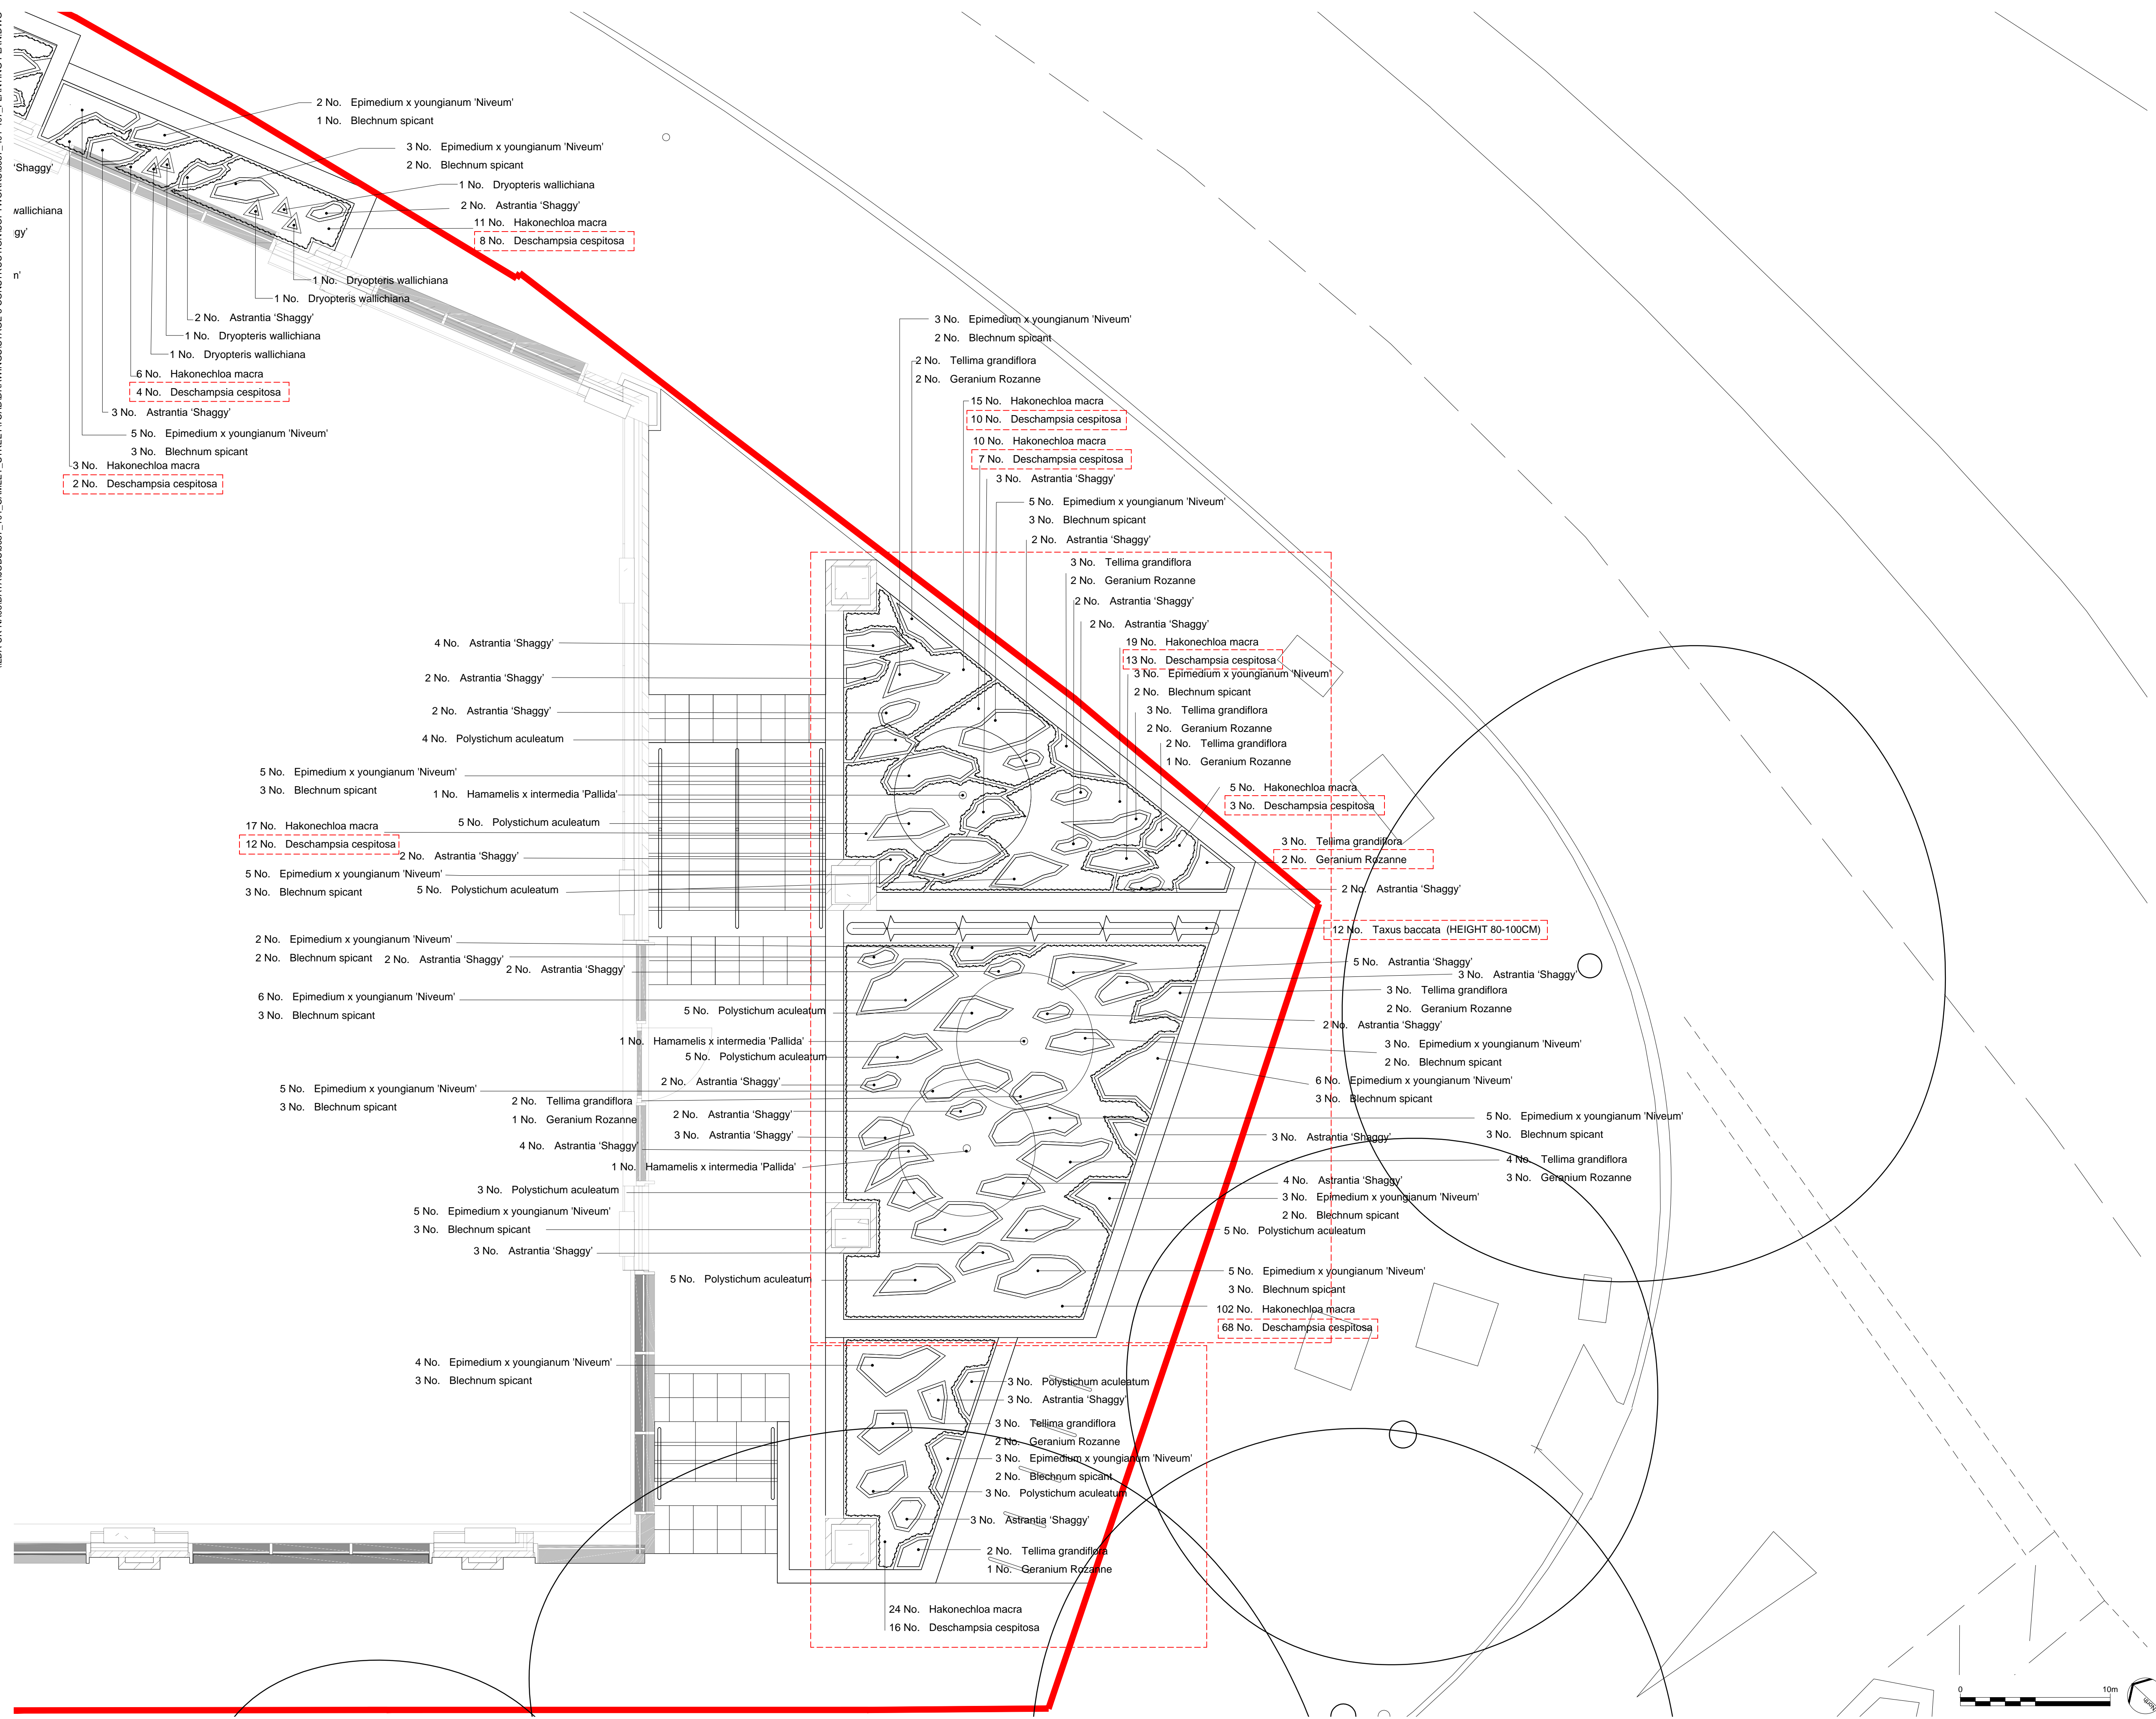 2 No. Epimedium x youngianum 'Niveum'
1 No. Blechnum spicant
3 No. Epimedium x youngianum 'Niveum'
2 No. Blechnum spicant
1 No. Dryopteris wallichiana
2 No. Astrantia ‘Shaggy’
11 No. Hakonechloa macra
8 No. Deschampsia cespitosa
‘Shaggy’
wallichiana
gy’
1 No. Dryopteris wallichiana
1 No. Dryopteris wallichiana
2 No. Astrantia ‘Shaggy’
1 No. Dryopteris wallichiana
1 No. Dryopteris wallichiana
6 No. Hakonechloa macra
4 No. Deschampsia cespitosa
3 No. Astrantia ‘Shaggy’
5 No. Epimedium x youngianum 'Niveum'
3 No. Blechnum spicant
3 No. Hakonechloa macra
2 No. Deschampsia cespitosa
3 No. Epimedium x youngianum 'Niveum'
2 No. Blechnum spicant
2 No. Tellima grandiflora
2 No. Geranium Rozanne
15 No. Hakonechloa macra
10 No. Deschampsia cespitosa
10 No. Hakonechloa macra
7 No. Deschampsia cespitosa
3 No. Astrantia ‘Shaggy’
5 No. Epimedium x youngianum 'Niveum'
3 No. Blechnum spicant
2 No. Astrantia ‘Shaggy’
3 No. Tellima grandiflora
2 No. Geranium Rozanne
2 No. Astrantia ‘Shaggy’
2 No. Astrantia ‘Shaggy’
19 No. Hakonechloa macra
13 No. Deschampsia cespitosa
3 No. Epimedium x youngianum 'Niveum'
2 No. Blechnum spicant
3 No. Tellima grandiflora
2 No. Geranium Rozanne
2 No. Tellima grandiflora
1 No. Geranium Rozanne
5 No. Hakonechloa macra
3 No. Deschampsia cespitosa
3 No. Tellima grandiflora
2 No. Geranium Rozanne
2 No. Astrantia ‘Shaggy’
12 No. Taxus baccata (HEIGHT 80-100CM)
4 No. Astrantia ‘Shaggy’
2 No. Astrantia ‘Shaggy’
2 No. Astrantia ‘Shaggy’
4 No. Polystichum aculeatum
5 No. Epimedium x youngianum 'Niveum'
3 No. Blechnum spicant
1 No. Hamamelis x intermedia 'Pallida'
5 No. Polystichum aculeatum
17 No. Hakonechloa macra
12 No. Deschampsia cespitosa
2 No. Astrantia ‘Shaggy’
5 No. Epimedium x youngianum 'Niveum'
3 No. Blechnum spicant
5 No. Polystichum aculeatum
2 No. Epimedium x youngianum 'Niveum'
2 No. Blechnum spicant
2 No. Astrantia ‘Shaggy’
2 No. Astrantia ‘Shaggy’
6 No. Epimedium x youngianum 'Niveum'
3 No. Blechnum spicant
5 No. Polystichum aculeatum
1 No. Hamamelis x intermedia 'Pallida'
5 No. Polystichum aculeatum
2 No. Astrantia ‘Shaggy’
5 No. Epimedium x youngianum 'Niveum'
3 No. Blechnum spicant
2 No. Tellima grandiflora
1 No. Geranium Rozanne
2 No. Astrantia ‘Shaggy’
3 No. Astrantia ‘Shaggy’
4 No. Astrantia ‘Shaggy’
1 No. Hamamelis x intermedia 'Pallida'
3 No. Polystichum aculeatum
5 No. Epimedium x youngianum 'Niveum'
3 No. Blechnum spicant
3 No. Astrantia ‘Shaggy’
5 No. Polystichum aculeatum
5 No. Astrantia ‘Shaggy’
3 No. Astrantia ‘Shaggy’
3 No. Tellima grandiflora
2 No. Geranium Rozanne
2 No. Astrantia ‘Shaggy’
3 No. Epimedium x youngianum 'Niveum'
2 No. Blechnum spicant
6 No. Epimedium x youngianum 'Niveum'
3 No. Blechnum spicant
5 No. Epimedium x youngianum 'Niveum'
3 No. Blechnum spicant
3 No. Astrantia ‘Shaggy’
4 No. Tellima grandiflora
3 No. Geranium Rozanne
4 No. Astrantia ‘Shaggy’
3 No. Epimedium x youngianum 'Niveum'
2 No. Blechnum spicant
5 No. Polystichum aculeatum
5 No. Epimedium x youngianum 'Niveum'
3 No. Blechnum spicant
102 No. Hakonechloa macra
68 No. Deschampsia cespitosa
4 No. Epimedium x youngianum 'Niveum'
3 No. Blechnum spicant
3 No. Polystichum aculeatum
3 No. Astrantia ‘Shaggy’
3 No. Tellima grandiflora
2 No. Geranium Rozanne
3 No. Epimedium x youngianum 'Niveum'
2 No. Blechnum spicant
3 No. Polystichum aculeatum
3 No. Astrantia ‘Shaggy’
2 No. Tellima grandiflora
1 No. Geranium Rozanne
24 No. Hakonechloa macra
16 No. Deschampsia cespitosa
0 10m
North